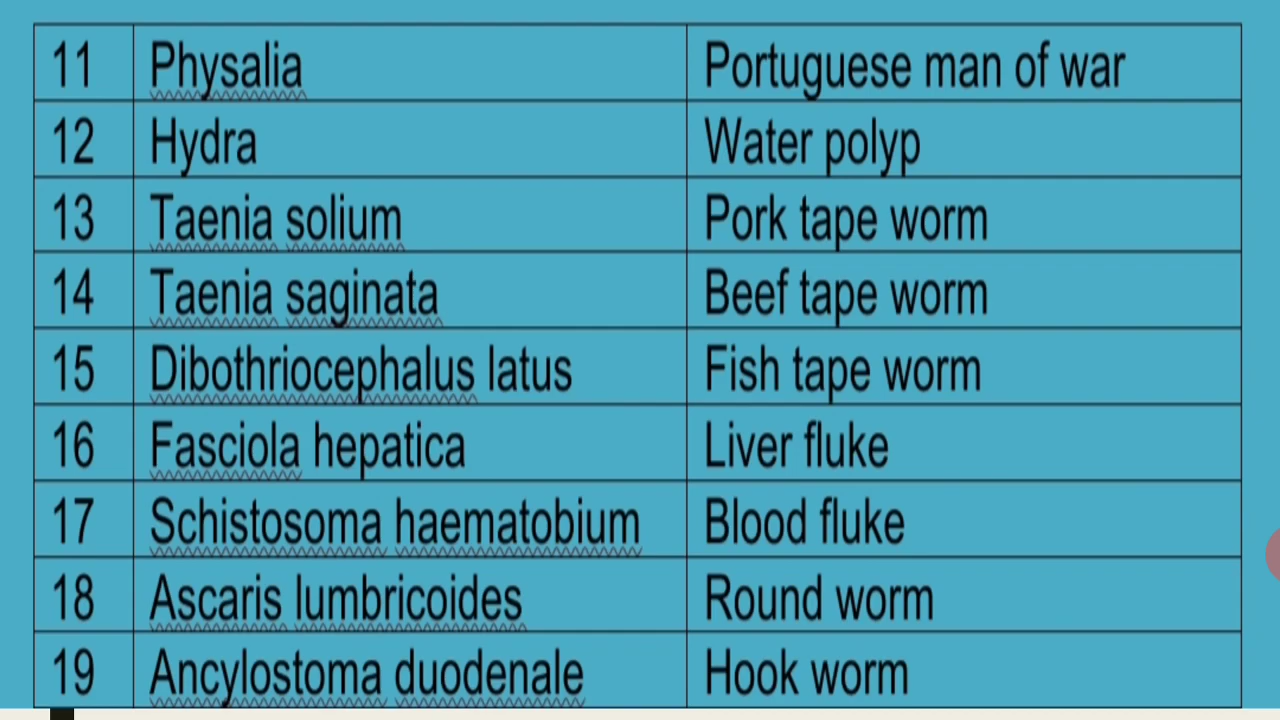 11 Physalia Portuguese man of war
12 Hydra Water polyp
13 Taenia solium Pork tape worm
14 Taenia saginata Beef tape worm
15 Dibothriocephalus latus Fish tape worm
16 Fasciola hepatica Liver fluke
17 Schistosoma haematobium Blood fluke
18 Ascaris lumbricoides Round worm
19 Ancylostoma duodenale Hook worm